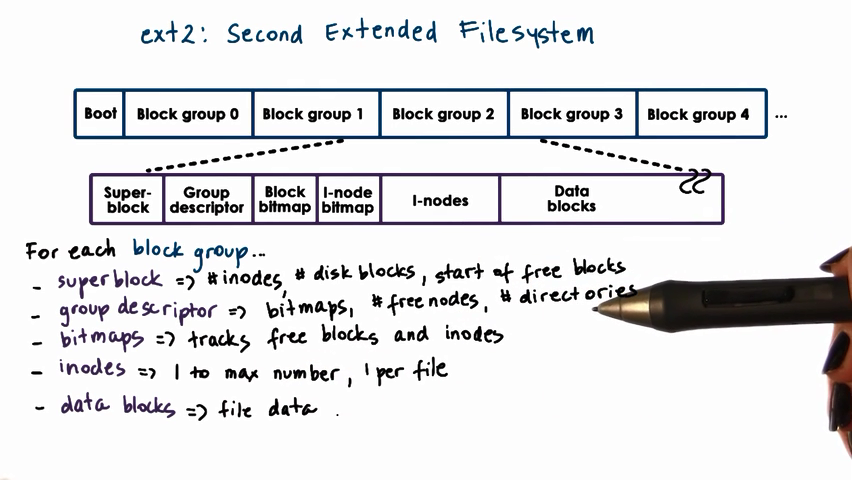 ext2: Second Extended Filesystem
Boot Block group 0 Block group 1 Block group 2 Block group 3 Block group 4 ...
Super- Group Block I-node I-nodes Data
block descriptor bitmap bitmap blocks
For each block group...
- superblock => # inodes, # disk blocks, start of free blocks
- group descriptor => bitmaps, # free nodes, # directories
- bitmaps => tracks free blocks and inodes
- inodes => 1 to max number, 1 per file
- data blocks => file data .